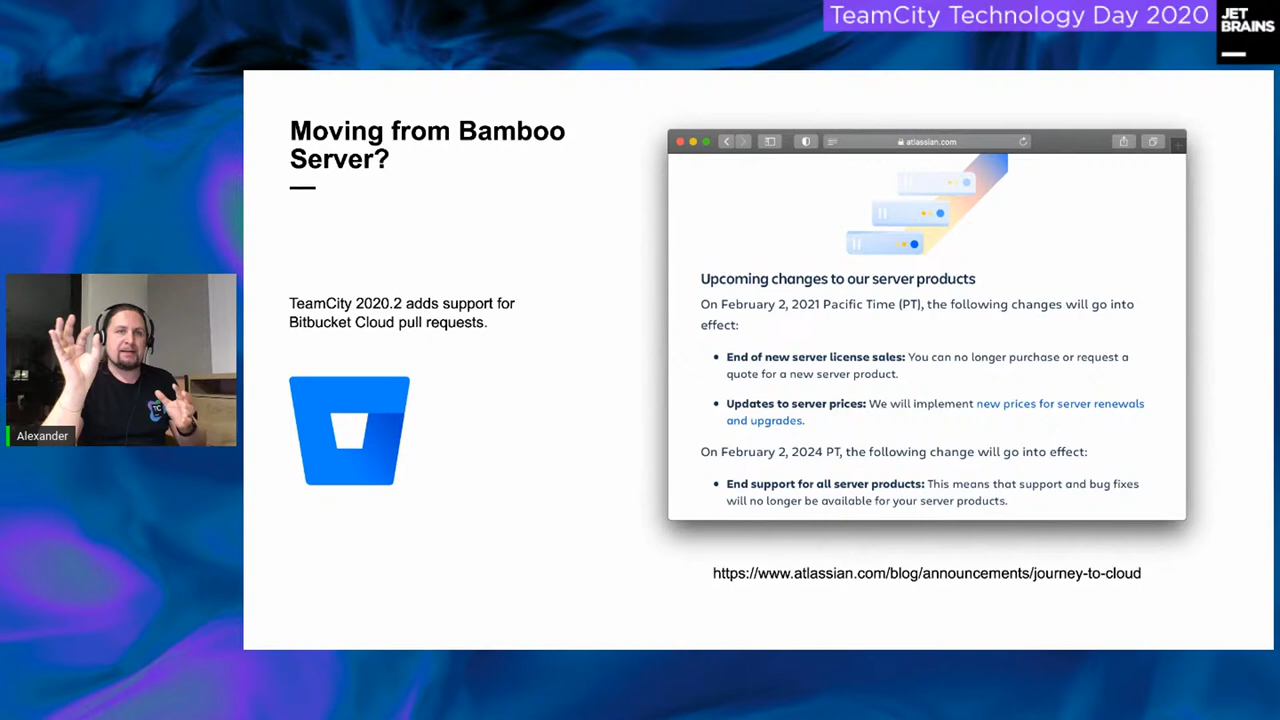 TeamCity Technology Day 2020
JET
BRAINS
Moving from Bamboo
Server?
TeamCity 2020.2 adds support for
Bitbucket Cloud pull requests.
Alexander
atlassian.com
Upcoming changes to our server products
On February 2, 2021 Pacific Time (PT), the following changes will go into
effect:
• End of new server license sales: You can no longer purchase or request a
quote for a new server product.
• Updates to server prices: We will implement new prices for server renewals
and upgrades.
On February 2, 2024 PT, the following change will go into effect:
• End support for all server products: This means that support and bug fixes
will no longer be available for your server products.
https://www.atlassian.com/blog/announcements/journey-to-cloud
TC